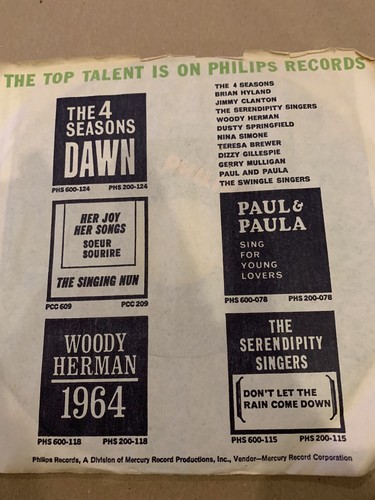 THE TOP TALENT IS ON PHILIPS RECORDS
THE 4
SEASONS
DAWN
PHS 600-124 PHS 200-124
THE 4 SEASONS
BRIAN HYLAND
JIMMY CLANTON
THE SERENDIPITY SINGERS
WOODY HERMAN
DUSTY SPRINGFIELD
NINA SIMONE
TERESA BREWER
DIZZY GILLESPIE
GERRY MULLIGAN
PAUL AND PAULA
THE SWINGLE SINGERS
HER JOY
HER SONGS
SOEUR
SOURIRE
THE SINGING NUN
PCC 609 PCC 209
PAUL &
PAULA
SING
FOR
YOUNG
LOVERS
PHS 600-078 PHS 200-078
WOODY
HERMAN
1964
PHS 600-118 PHS 200-118
THE
SERENDIPITY
SINGERS
DON'T LET THE
RAIN COME DOWN
PHS 600-115 PHS 200-115
Philips Records, A Division of Mercury Record Productions, Inc., Vendor—Mercury Record Corporation